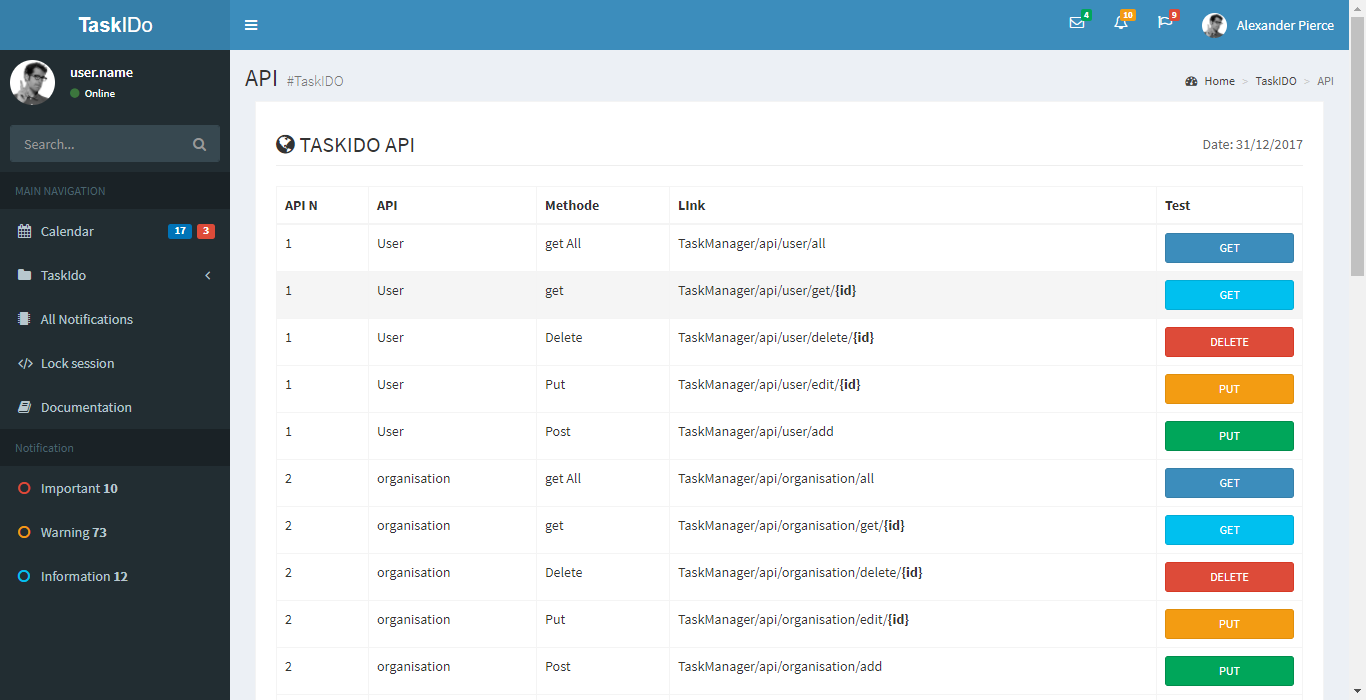 TaskIDo
4
10
9
Alexander Pierce
user.name
Online
Search...
MAIN NAVIGATION
Calendar 17 3
TaskIdo
All Notifications
Lock session
Documentation
Notification
Important 10
Warning 73
Information 12
API #TaskIDO
Home > TaskIDO > API
TASKIDO API
Date: 31/12/2017
API N API Methode LInk Test
1 User get All TaskManager/api/user/all GET
1 User get TaskManager/api/user/get/{id} GET
1 User Delete TaskManager/api/user/delete/{id} DELETE
1 User Put TaskManager/api/user/edit/{id} PUT
1 User Post TaskManager/api/user/add PUT
2 organisation get All TaskManager/api/organisation/all GET
2 organisation get TaskManager/api/organisation/get/{id} GET
2 organisation Delete TaskManager/api/organisation/delete/{id} DELETE
2 organisation Put TaskManager/api/organisation/edit/{id} PUT
2 organisation Post TaskManager/api/organisation/add PUT